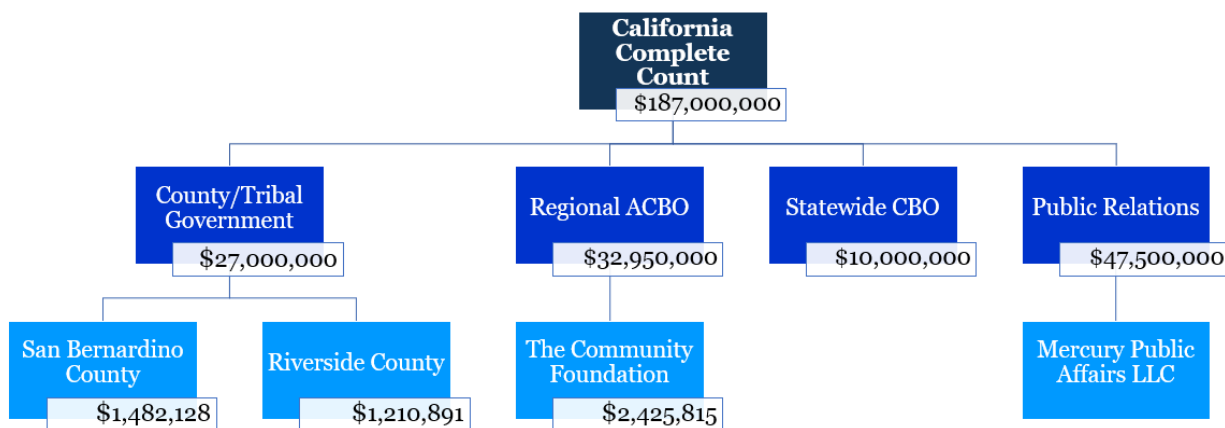 California
Complete
Count
$187,000,000
County/Tribal
Government
$27,000,000
Regional ACBO
$32,950,000
Statewide CBO
$10,000,000
Public Relations
$47,500,000
San Bernardino
County
$1,482,128
Riverside County
$1,210,891
The Community
Foundation
$2,425,815
Mercury Public
Affairs LLC